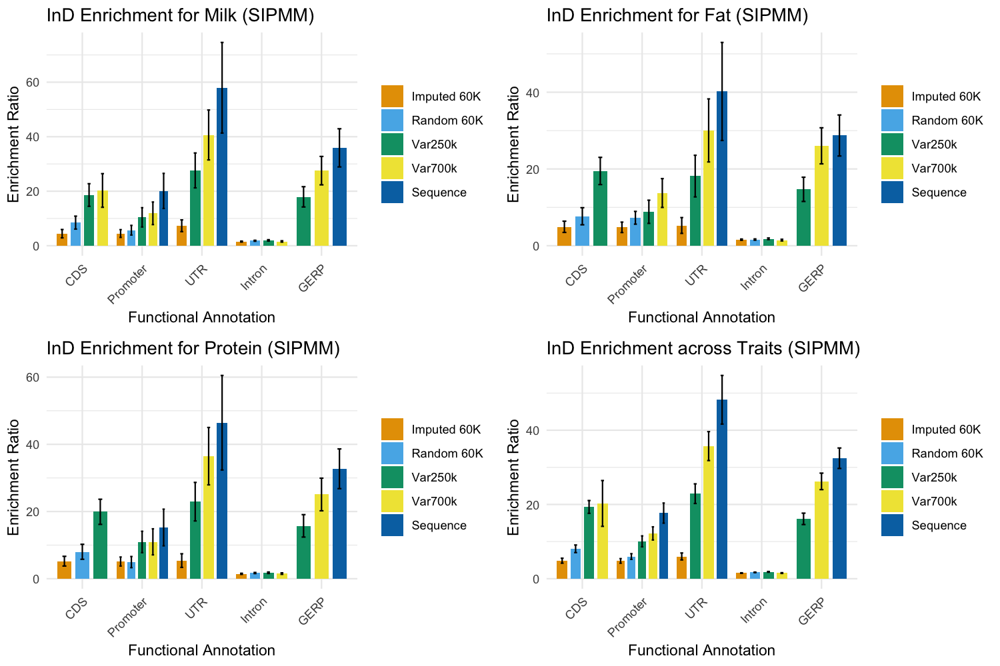 InD Enrichment for Milk (SIPMM)
Enrichment Ratio
60
40
20
0
CDS
Promoter
UTR
Intron
GERP
Functional Annotation
Imputed 60K
Random 60K
Var250k
Var700k
Sequence
InD Enrichment for Fat (SIPMM)
Enrichment Ratio
40
20
0
CDS
Promoter
UTR
Intron
GERP
Functional Annotation
Imputed 60K
Random 60K
Var250k
Var700k
Sequence
InD Enrichment for Protein (SIPMM)
Enrichment Ratio
60
40
20
0
CDS
Promoter
UTR
Intron
GERP
Functional Annotation
Imputed 60K
Random 60K
Var250k
Var700k
Sequence
InD Enrichment across Traits (SIPMM)
Enrichment Ratio
40
20
0
CDS
Promoter
UTR
Intron
GERP
Functional Annotation
Imputed 60K
Random 60K
Var250k
Var700k
Sequence